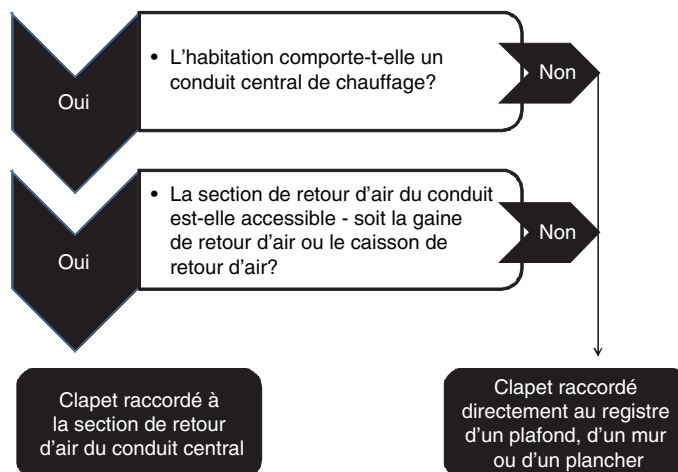 Oui
• L'habitation comporte-t-elle un
conduit central de chauffage?
Non
Oui
• La section de retour d'air du conduit
est-elle accessible - soit la gaine
de retour d'air ou le caisson de
retour d'air?
Non
Clapet raccordé à
la section de retour
d'air du conduit central
Clapet raccordé
directement au registre
d'un plafond, d'un mur
ou d'un plancher